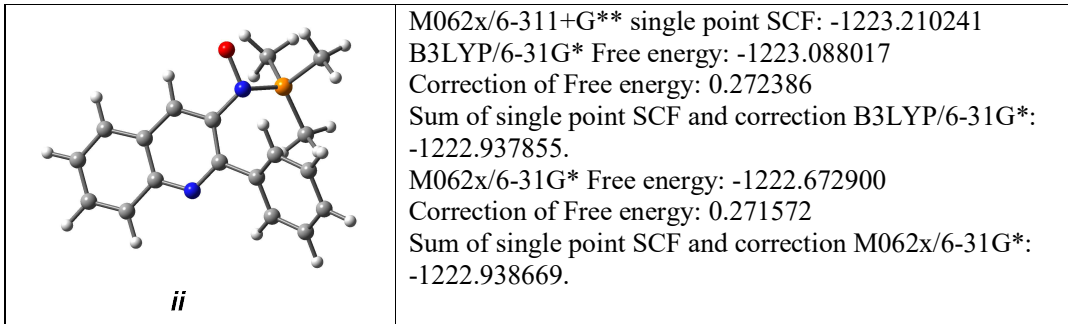 M062x/6-311+G** single point SCF: -1223.210241
B3LYP/6-31G* Free energy: -1223.088017
Correction of Free energy: 0.272386
Sum of single point SCF and correction B3LYP/6-31G*:
-1222.937855.
M062x/6-31G* Free energy: -1222.672900
Correction of Free energy: 0.271572
Sum of single point SCF and correction M062x/6-31G*:
-1222.938669.
ii